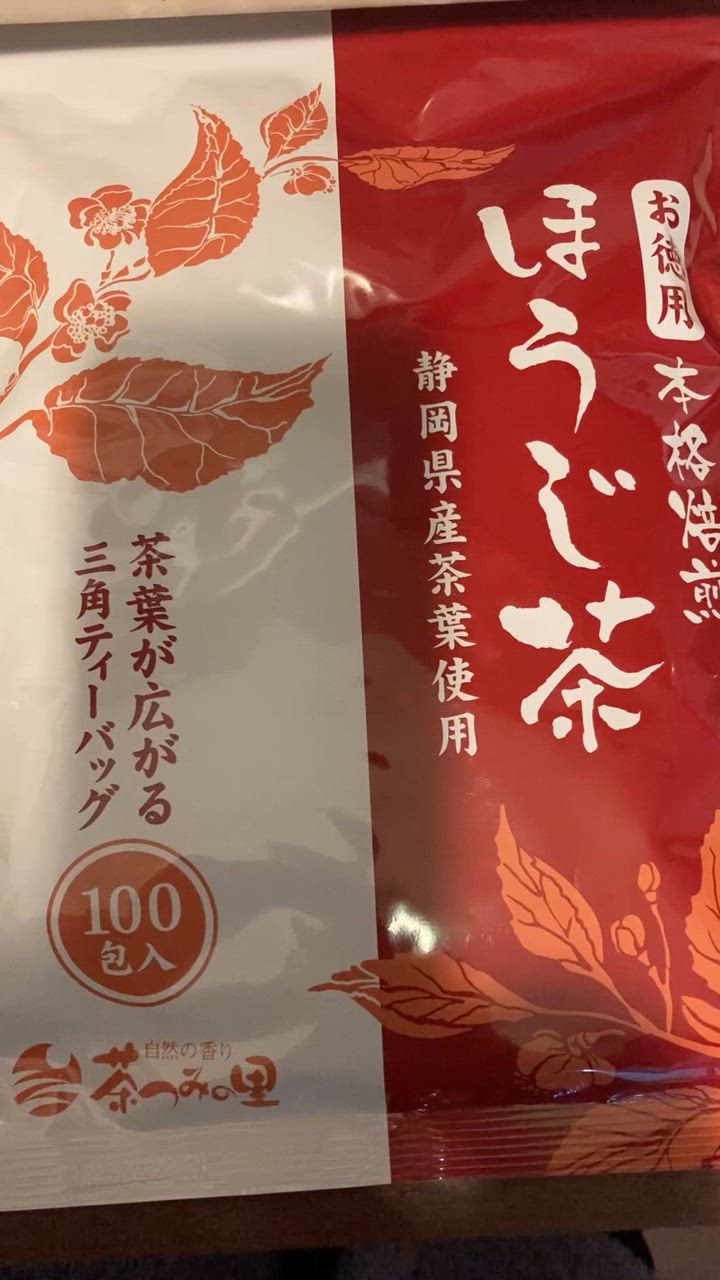 お徳用
本格焙煎
ほうじ茶
静岡県産茶葉使用
茶葉が広がる
三角ティーバッグ
100
包入
自然の香り
茶つみの里